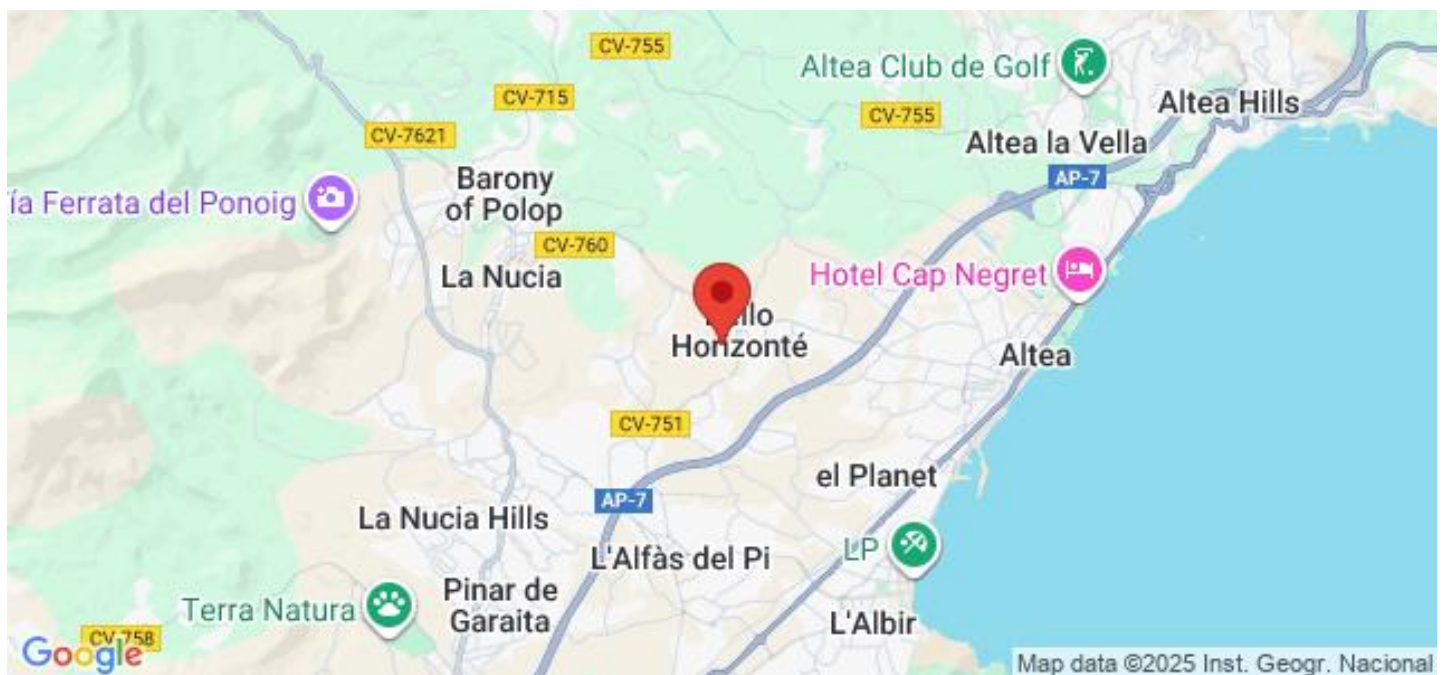 CV-755
Altea Club de Golf
CV-715
CV-755
Altea Hills
CV-7621
Altea la Vella
Barony
of Polop
AP-7
ía Ferrata del Ponoig
CV-760
La Nucia
Hotel Cap Negret
Horizonté
Altea
CV-751
el Planet
AP-7
La Nucia Hills
L'Alfàs del Pi
LP
Pinar de
Garaita
Terra Natura
L'Albir
CV-758
Google
Map data ©2025 Inst. Geogr. Nacional